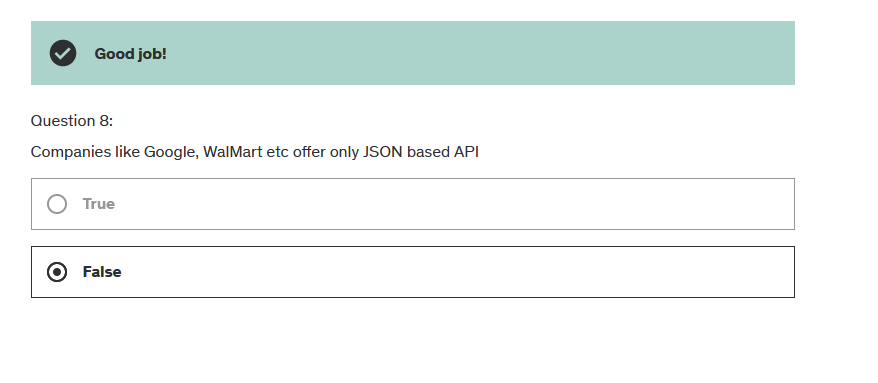 Good job!
Question 8:
Companies like Google, WalMart etc offer only JSON based API
True
False